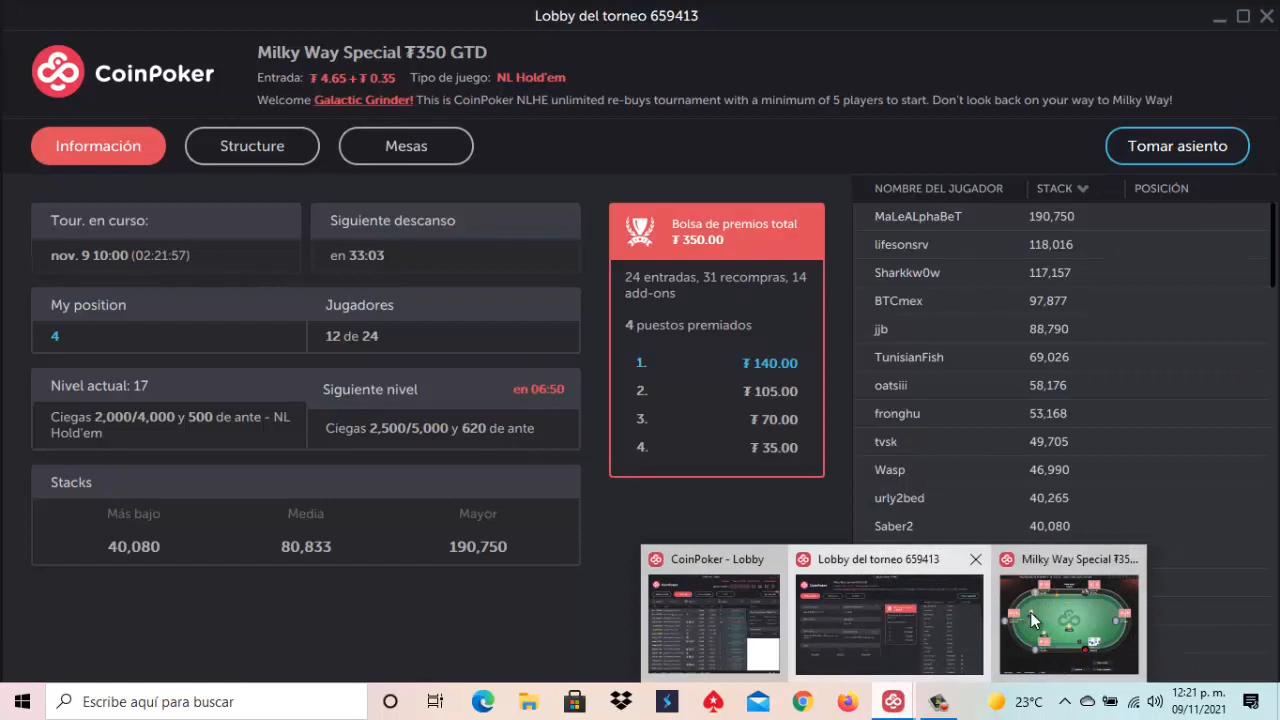 Lobby del torneo 659413
CoinPoker
Milky Way Special ₮350 GTD
Entrada: ₮ 4.65 + ₮ 0.35 Tipo de juego: NL Hold'em
Welcome Galactic Grinder! This is CoinPoker NLHE unlimited re-buys tournament with a minimum of 5 players to start. Don't look back on your way to Milky Way!
Información
Structure
Mesas
Tomar asiento
Tour. en curso:
nov. 9 10:00 (02:21:57)
Siguiente descanso
en 33:03
My position
4
Jugadores
12 de 24
Nivel actual: 17
Ciegas 2,000/4,000 y 500 de ante - NL
Hold'em
Siguiente nivel en 06:50
Ciegas 2,500/5,000 y 620 de ante
Stacks
Más bajo Media Mayor
40,080 80,833 190,750
Bolsa de premios total
₮ 350.00
24 entradas, 31 recompras, 14
add-ons
4 puestos premiados
1. ₮ 140.00
2. ₮ 105.00
3. ₮ 70.00
4. ₮ 35.00
NOMBRE DEL JUGADOR STACK POSICIÓN
MaLeALphaBeT 190,750
lifesonsrv 118,016
Sharkkw0w 117,157
BTCmex 97,877
jjb 88,790
TunisianFish 69,026
oatsiii 58,176
fronghu 53,168
tvsk 49,705
Wasp 46,990
urly2bed 40,265
Saber2 40,080
CoinPoker - Lobby
Lobby del torneo 659413
Milky Way Special ₮35...
Escribe aquí para buscar
23°C
12:21 p. m.
09/11/2021